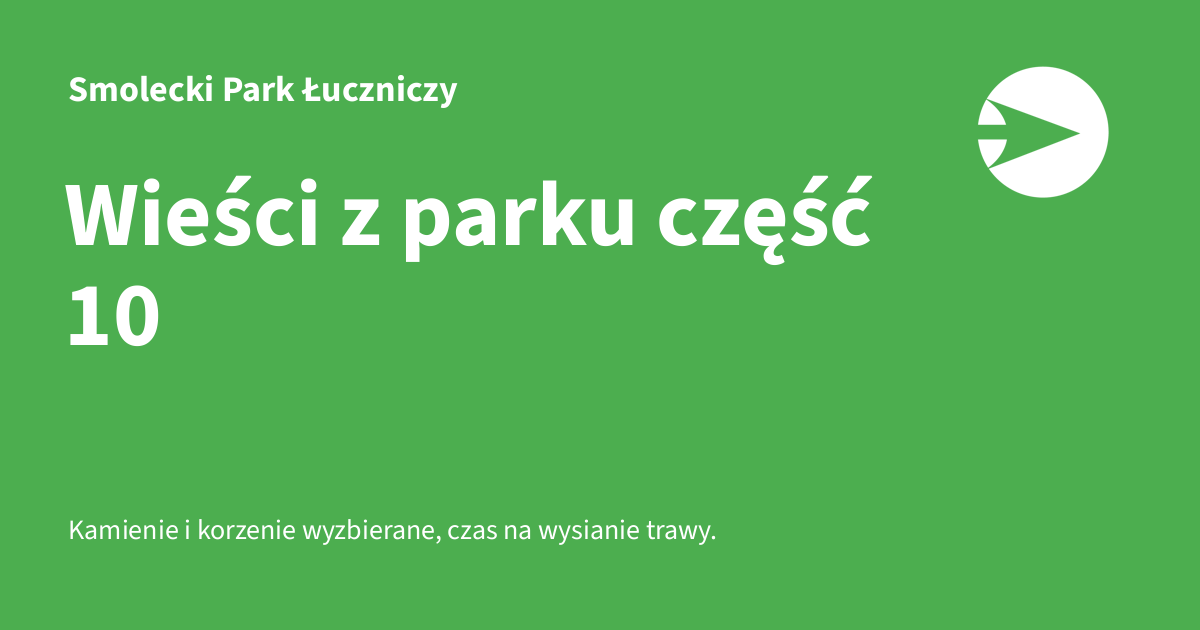 Smolecki Park Łuczniczy
Wieści z parku część
10
Kamienie i korzenie wyzbierane, czas na wysianie trawy.